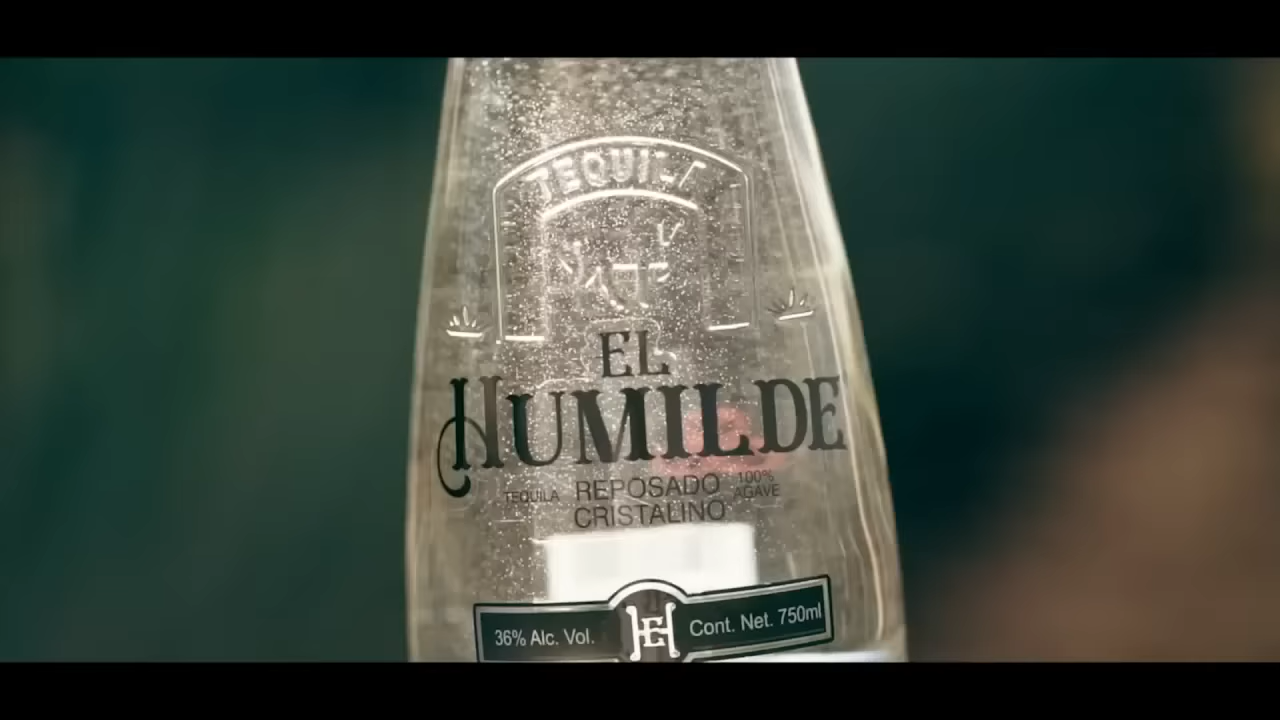 TEQUILA
EL
HUMILDE
TEQUILA REPOSADO 100% AGAVE
CRISTALINO
36% Alc. Vol. HE Cont. Net. 750ml